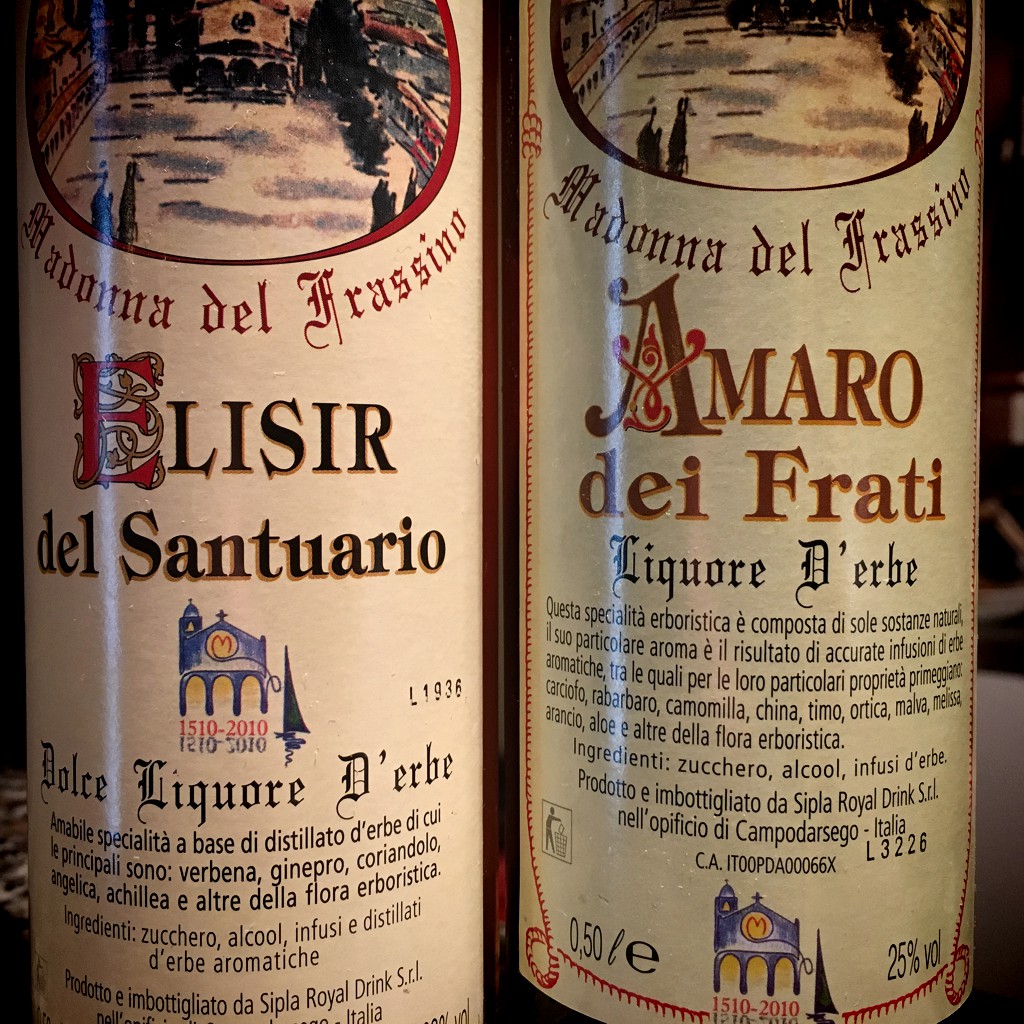 Madonna del Frassino
ELISIR
del Santuario
L1936
1510-2010
Dolce Liquore D'erbe
Amabile specialità a base di distillato d'erbe di cui
le principali sono: verbena, ginepro, coriandolo,
angelica, achillea e altre della flora erboristica.
Ingredienti: zucchero, alcool, infusi e distillati
d'erbe aromatiche
Prodotto e imbottigliato da Sipla Royal Drink S.r.l.
- Italia
vol
Madonna del Frassino
AMARO
dei Frati
Liquore D'erbe
Questa specialità erboristica è composta di sole sostanze naturali,
il suo particolare aroma è il risultato di accurate infusioni di erbe
aromatiche, tra le quali per le loro particolari proprietà primeggiano:
carciofo, rabarbaro, camomilla, china, timo, ortica, malva, melissa,
arancio, aloe e altre della flora erboristica.
Ingredienti: zucchero, alcool, infusi d'erbe.
Prodotto e imbottigliato da Sipla Royal Drink S.r.l.
nell'opificio di Campodarsego - Italia
L3226
C.A. IT00PDA00066X
0,50 l e
25% vol
1510-2010